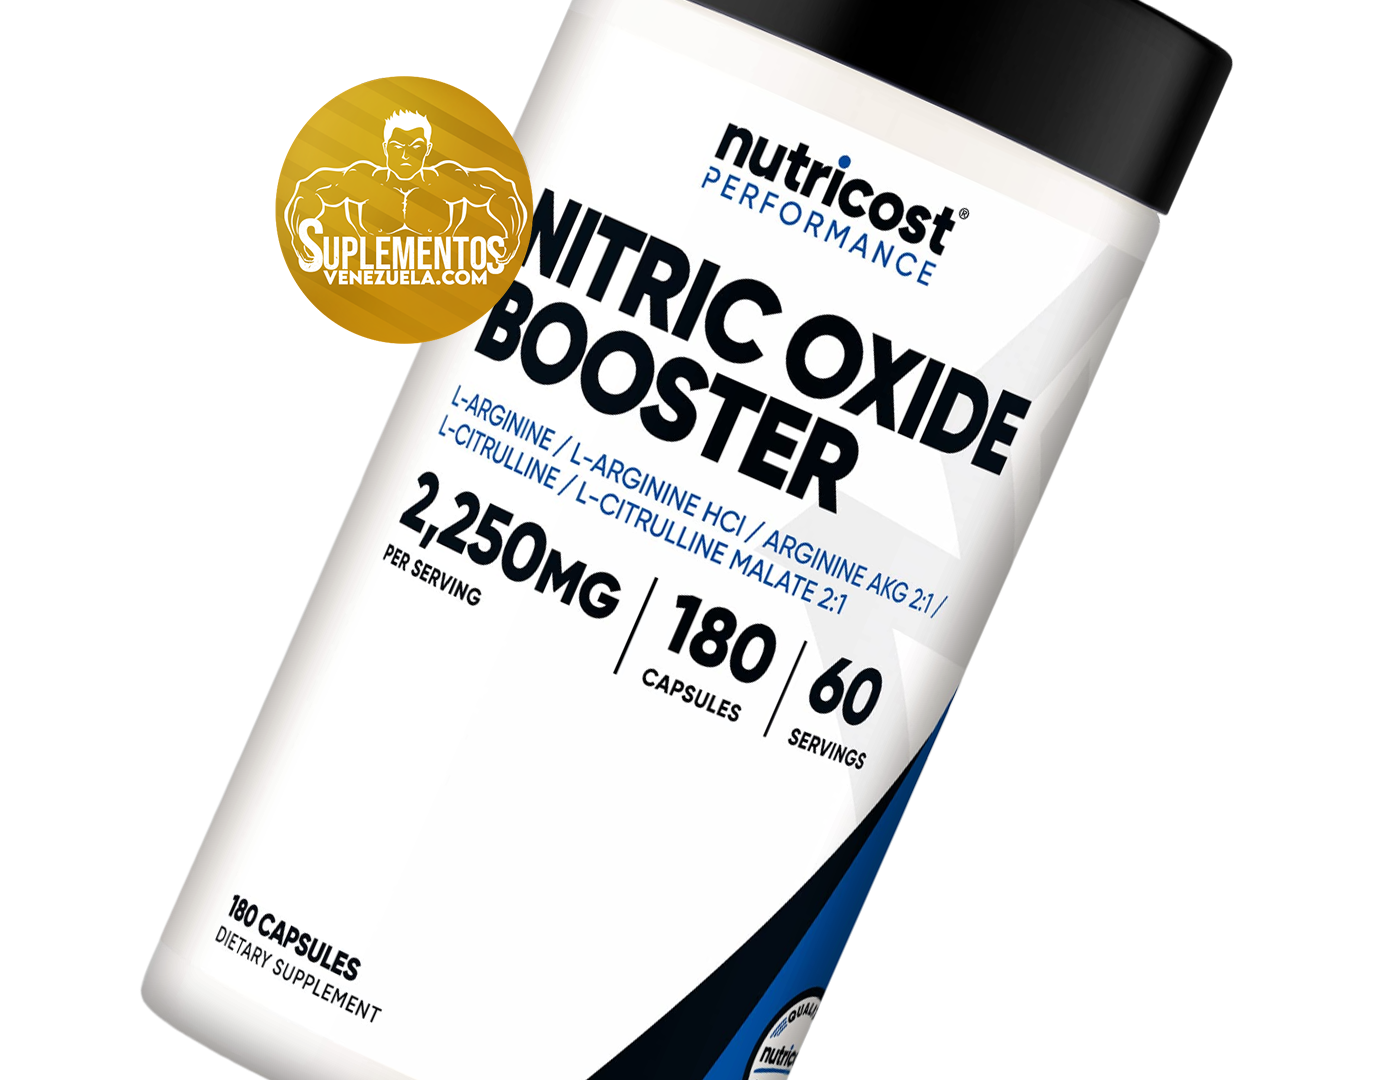 nutricost®
PERFORMANCE
SUPLEMENTOS
VENEZUELA.COM
NITRIC OXIDE
BOOSTER
L-ARGININE / L-ARGININE HCl / ARGININE AKG 2:1 /
L-CITRULLINE / L-CITRULLINE MALATE 2:1
2,250MG
PER SERVING
180
CAPSULES
60
SERVINGS
180 CAPSULES
DIETARY SUPPLEMENT